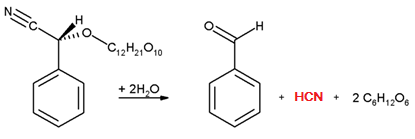 N
H
O
C₁₂H₂₁O₁₀
+ 2H₂O
O
H
+ HCN + 2 C₆H₁₂O₆